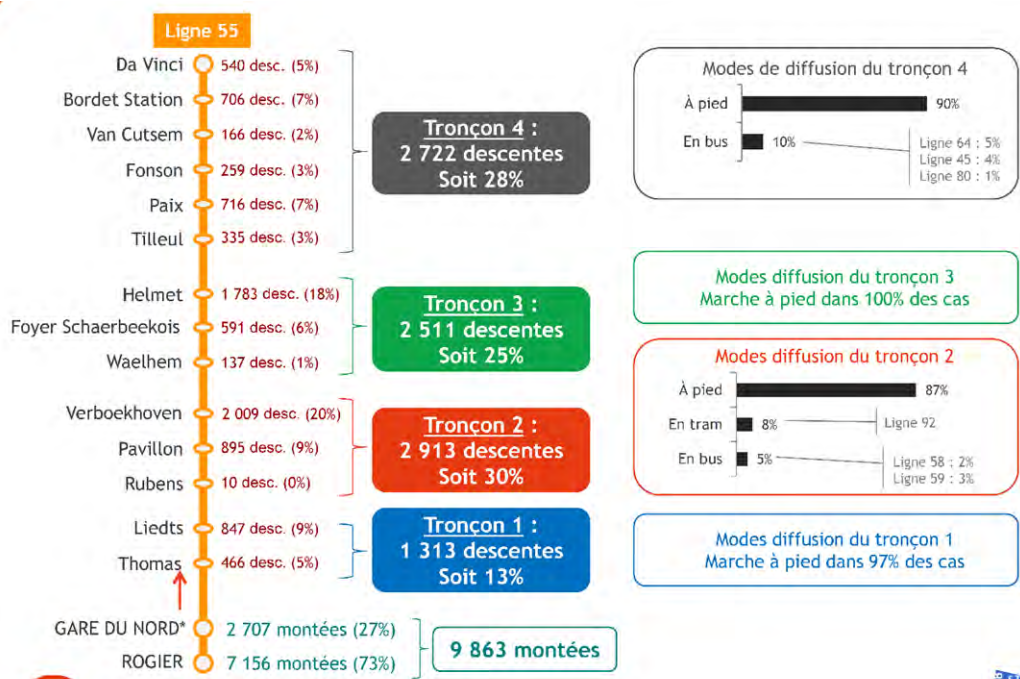 Ligne 55
Da Vinci 540 desc. (5%)
Bordet Station 706 desc. (7%)
Van Cutsem 166 desc. (2%)
Fonson 259 desc. (3%)
Paix 716 desc. (7%)
Tilleul 335 desc. (3%)
Tronçon 4 :
2 722 descentes
Soit 28%
Modes de diffusion du tronçon 4
À pied 90%
En bus 10%
Ligne 64 : 5%
Ligne 45 : 4%
Ligne 80 : 1%
Helmet 1 783 desc. (18%)
Foyer Schaerbeekois 591 desc. (6%)
Waelhem 137 desc. (1%)
Tronçon 3 :
2 511 descentes
Soit 25%
Modes diffusion du tronçon 3
Marche à pied dans 100% des cas
Verboekhoven 2 009 desc. (20%)
Pavillon 895 desc. (9%)
Rubens 10 desc. (0%)
Tronçon 2 :
2 913 descentes
Soit 30%
Modes diffusion du tronçon 2
À pied 87%
En tram 8% Ligne 92
En bus 5%
Ligne 58 : 2%
Ligne 59 : 3%
Liedts 847 desc. (9%)
Thomas 466 desc. (5%)
Tronçon 1 :
1 313 descentes
Soit 13%
Modes diffusion du tronçon 1
Marche à pied dans 97% des cas
GARE DU NORD* 2 707 montées (27%)
ROGIER 7 156 montées (73%)
9 863 montées